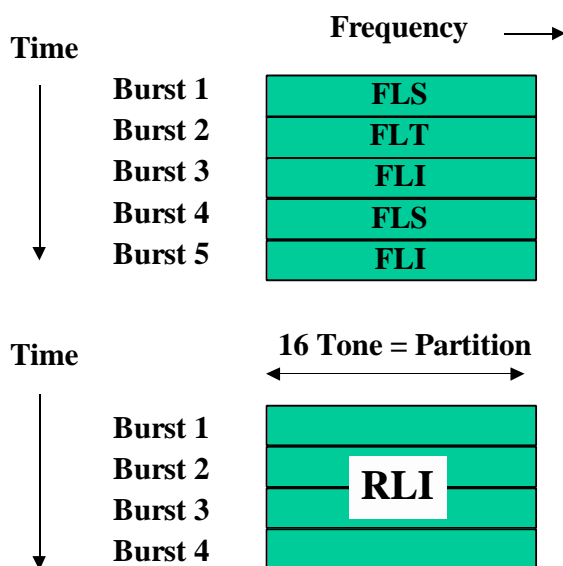 Frequency
Time
Burst 1 FLS
Burst 2 FLT
Burst 3 FLI
Burst 4 FLS
Burst 5 FLI
16 Tone = Partition
Time
Burst 1
Burst 2
RLI
Burst 3
Burst 4